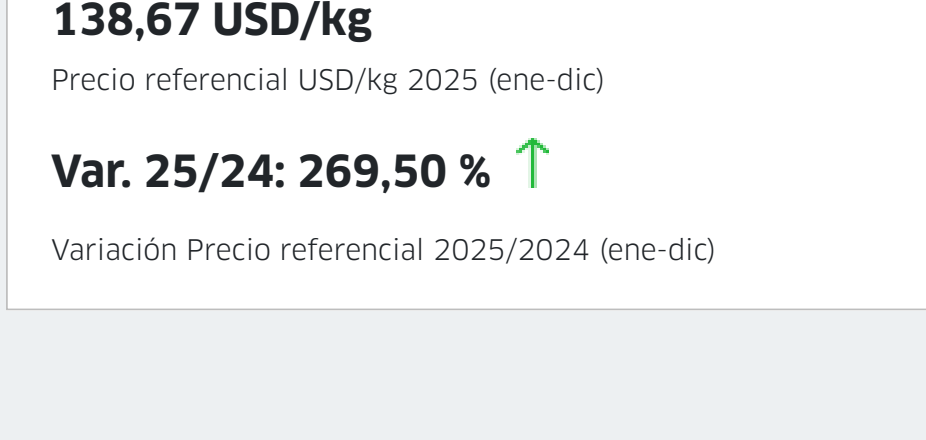 138,67 USD/kg
Precio referencial USD/kg 2025 (ene-dic)
Var. 25/24: 269,50 %
Variación Precio referencial 2025/2024 (ene-dic)